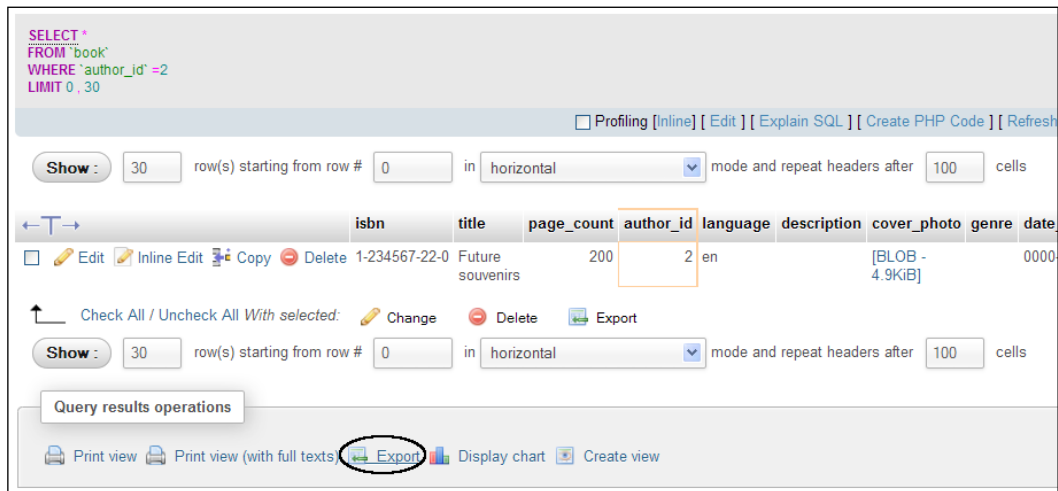 SELECT *
FROM `book`
WHERE `author_id` =2
LIMIT 0 , 30
Profiling [Inline] [ Edit ] [ Explain SQL ] [ Create PHP Code ] [ Refresh
Show : 30 row(s) starting from row # 0 in horizontal mode and repeat headers after 100 cells
isbn title page_count author_id language description cover_photo genre date_
Edit Inline Edit Copy Delete 1-234567-22-0 Future 200 2 en [BLOB - 0000-
souvenirs 4.9KiB]
Check All / Uncheck All With selected: Change Delete Export
Show : 30 row(s) starting from row # 0 in horizontal mode and repeat headers after 100 cells
Query results operations
Print view Print view (with full texts) Export Display chart Create view